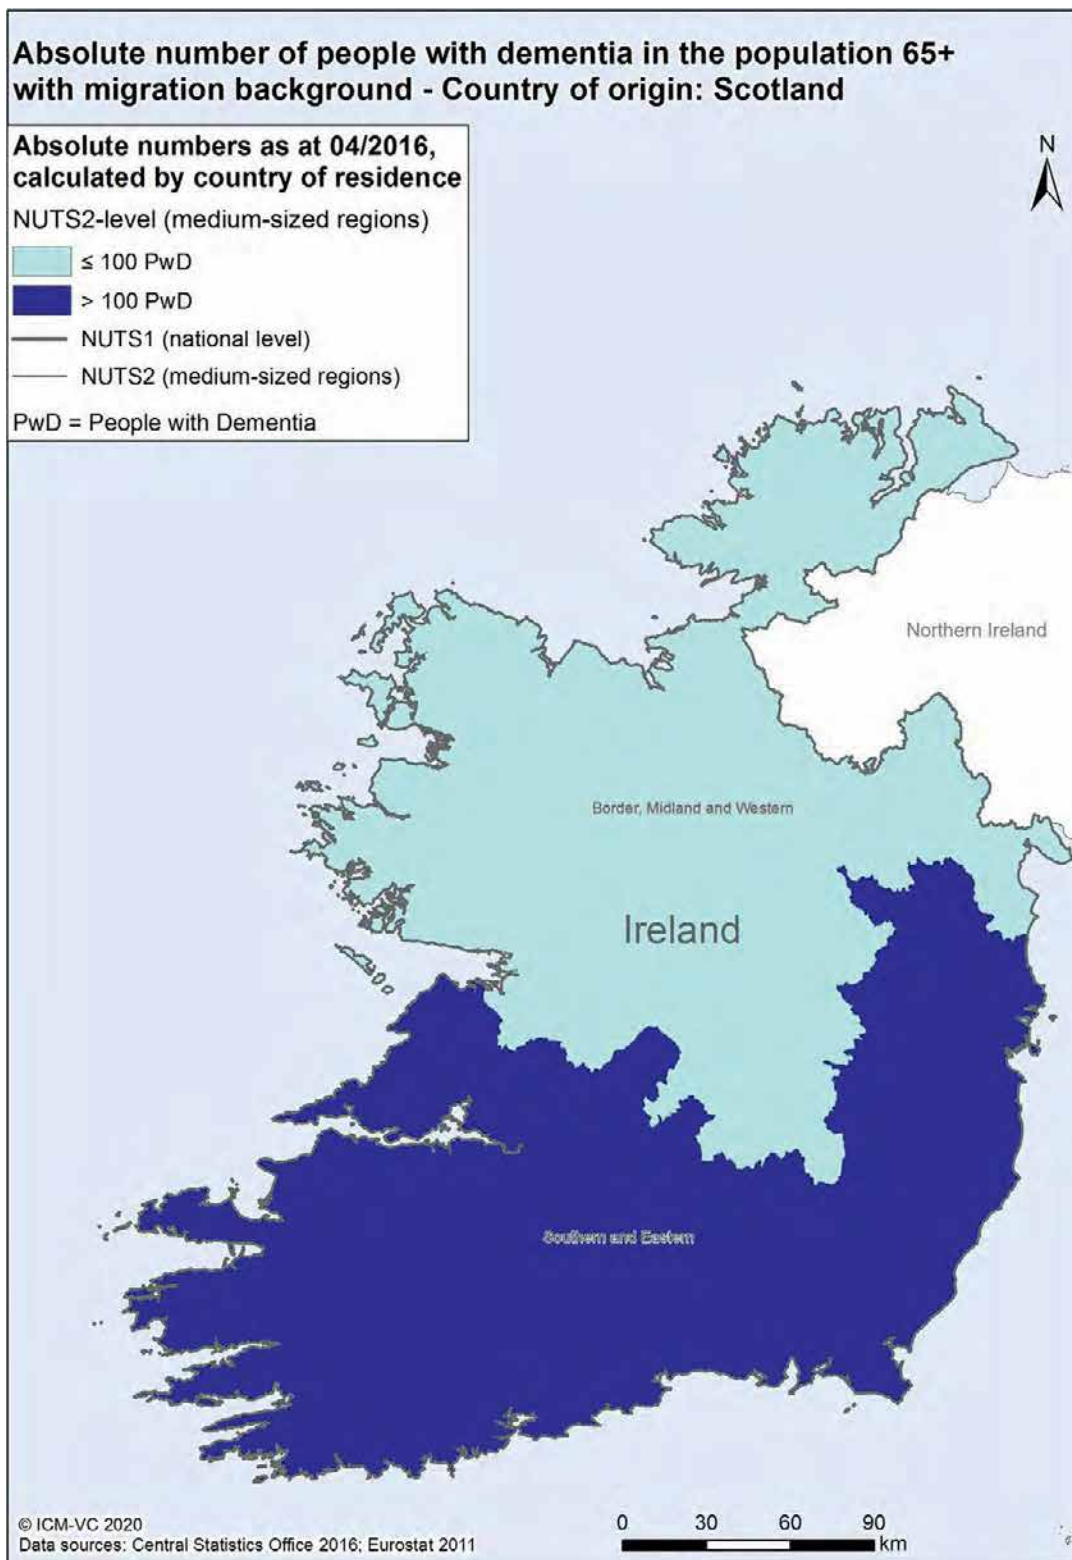 Absolute number of people with dementia in the population 65+
with migration background - Country of origin: Scotland
Absolute numbers as at 04/2016,
calculated by country of residence
NUTS2-level (medium-sized regions)
≤ 100 PwD
> 100 PwD
NUTS1 (national level)
NUTS2 (medium-sized regions)
PwD = People with Dementia
N
Northern Ireland
Border, Midland and Western
Ireland
Southern and Eastern
© ICM-VC 2020
Data sources: Central Statistics Office 2016; Eurostat 2011
0 30 60 90
km